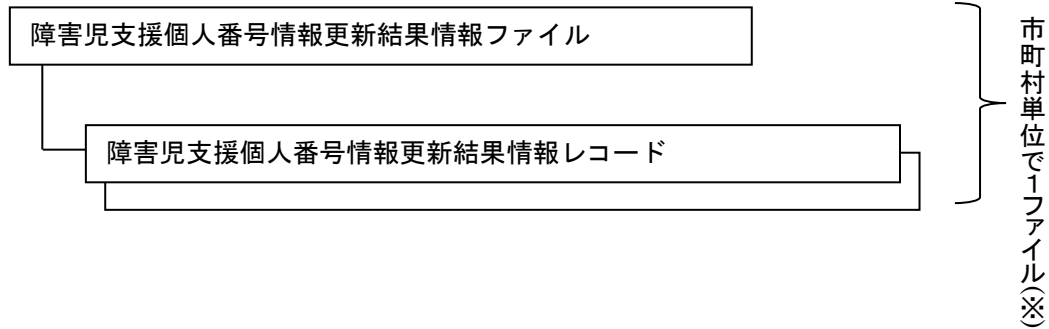 障害児支援個人番号情報更新結果情報ファイル
障害児支援個人番号情報更新結果情報レコード
市町村単位で1ファイル(※)